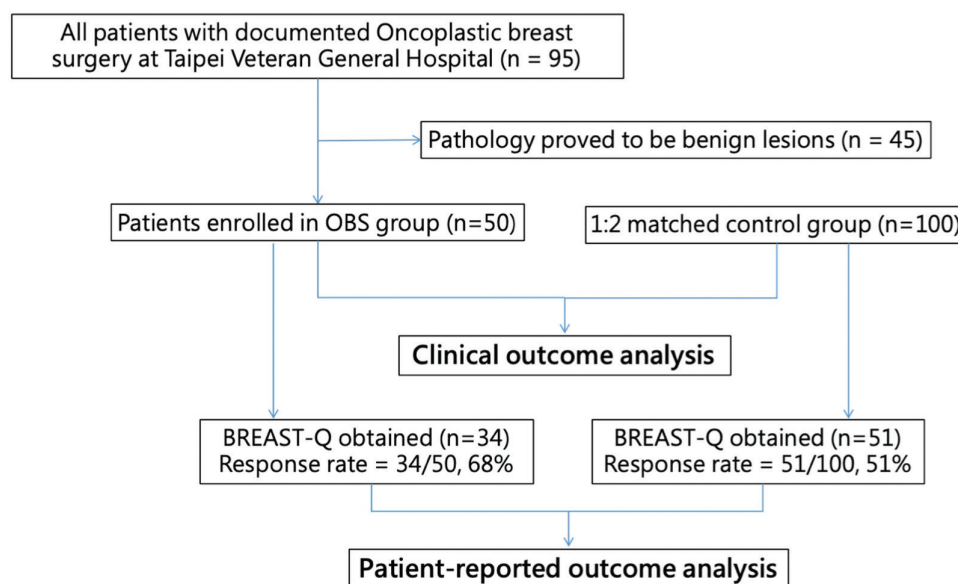 All patients with documented Oncoplastic breast
surgery at Taipei Veteran General Hospital (n = 95)
Pathology proved to be benign lesions (n = 45)
Patients enrolled in OBS group (n=50)
1:2 matched control group (n=100)
Clinical outcome analysis
BREAST-Q obtained (n=34)
Response rate = 34/50, 68%
BREAST-Q obtained (n=51)
Response rate = 51/100, 51%
Patient-reported outcome analysis